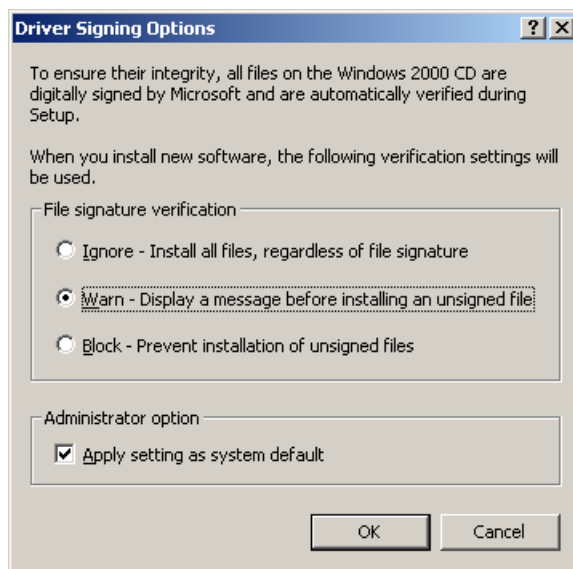 Driver Signing Options
To ensure their integrity, all files on the Windows 2000 CD are
digitally signed by Microsoft and are automatically verified during
Setup.
When you install new software, the following verification settings will
be used.
File signature verification
Ignore - Install all files, regardless of file signature
Warn - Display a message before installing an unsigned file
Block - Prevent installation of unsigned files
Administrator option
Apply setting as system default
OK Cancel